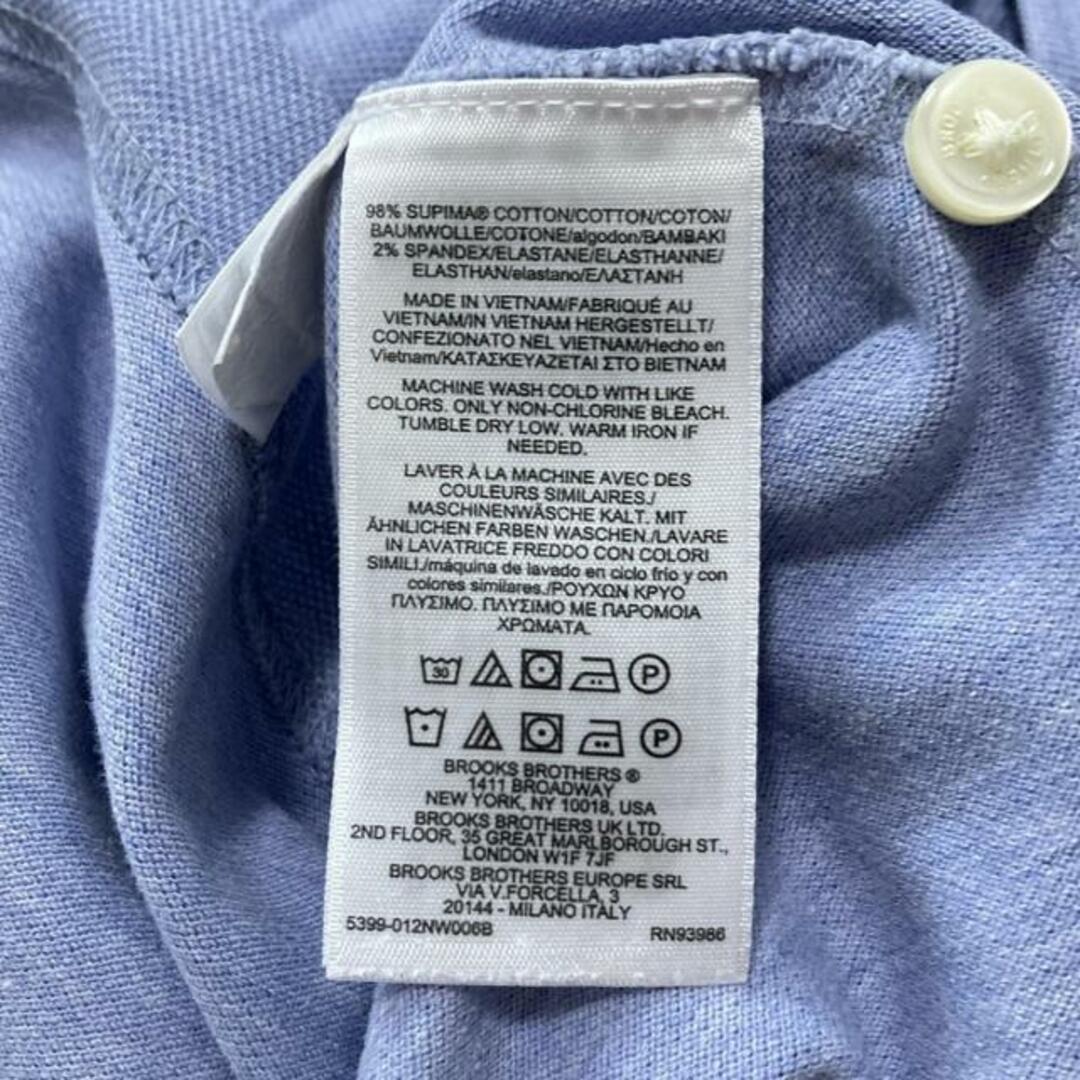 98% SUPIMA® COTTON/COTTON/COTON/
BAUMWOLLE/COTONE/algodon/BAMBAKI
2% SPANDEX/ELASTANE/ELASTHANNE/
ELASTHAN/elastano/ΕΛΑΣΤΑΝΗ
MADE IN VIETNAM/FABRIQUÉ AU
VIETNAM/IN VIETNAM HERGESTELLT/
CONFEZIONATO NEL VIETNAM/Hecho en
Vietnam/ΚΑΤΑΣΚΕΥΑΖΕΤΑΙ ΣΤΟ ΒΙΕΤΝΑΜ
MACHINE WASH COLD WITH LIKE
COLORS. ONLY NON-CHLORINE BLEACH.
TUMBLE DRY LOW. WARM IRON IF
NEEDED.
LAVER À LA MACHINE AVEC DES
COULEURS SIMILAIRES./
MASCHINENWÄSCHE KALT. MIT
ÄHNLICHEN FARBEN WASCHEN./LAVARE
IN LAVATRICE FREDDO CON COLORI
SIMILI./máquina de lavado en ciclo frío y con
colores similares./ΡΟΥΧΩΝ ΚΡΥΟ
ΠΛΥΣΙΜΟ. ΠΛΥΣΙΜΟ ΜΕ ΠΑΡΟΜΟΙΑ
ΧΡΩΜΑΤΑ.
30 P
P
BROOKS BROTHERS ®
1411 BROADWAY
NEW YORK, NY 10018, USA
BROOKS BROTHERS UK LTD.
2ND FLOOR, 35 GREAT MARLBOROUGH ST.,
LONDON W1F 7JF
BROOKS BROTHERS EUROPE SRL
VIA V.FORCELLA, 3
20144 - MILANO ITALY
5399-012NW006B RN93986